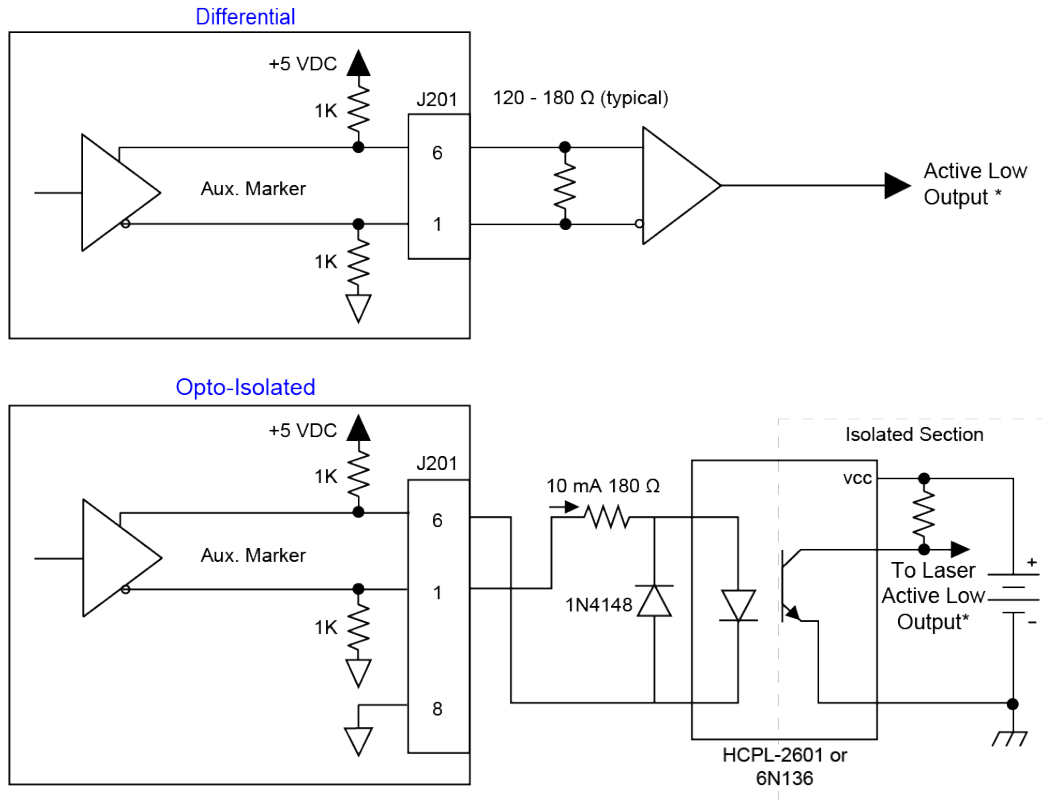 Differential
+5 VDC
1K
J201
120 - 180 Ω (typical)
6
Aux. Marker
Active Low
Output *
1
1K
Opto-Isolated
+5 VDC
1K
J201
Isolated Section
10 mA 180 Ω
vcc
6
Aux. Marker
1
1N4148
To Laser
Active Low
Output*
+
−
1K
8
HCPL-2601 or
6N136